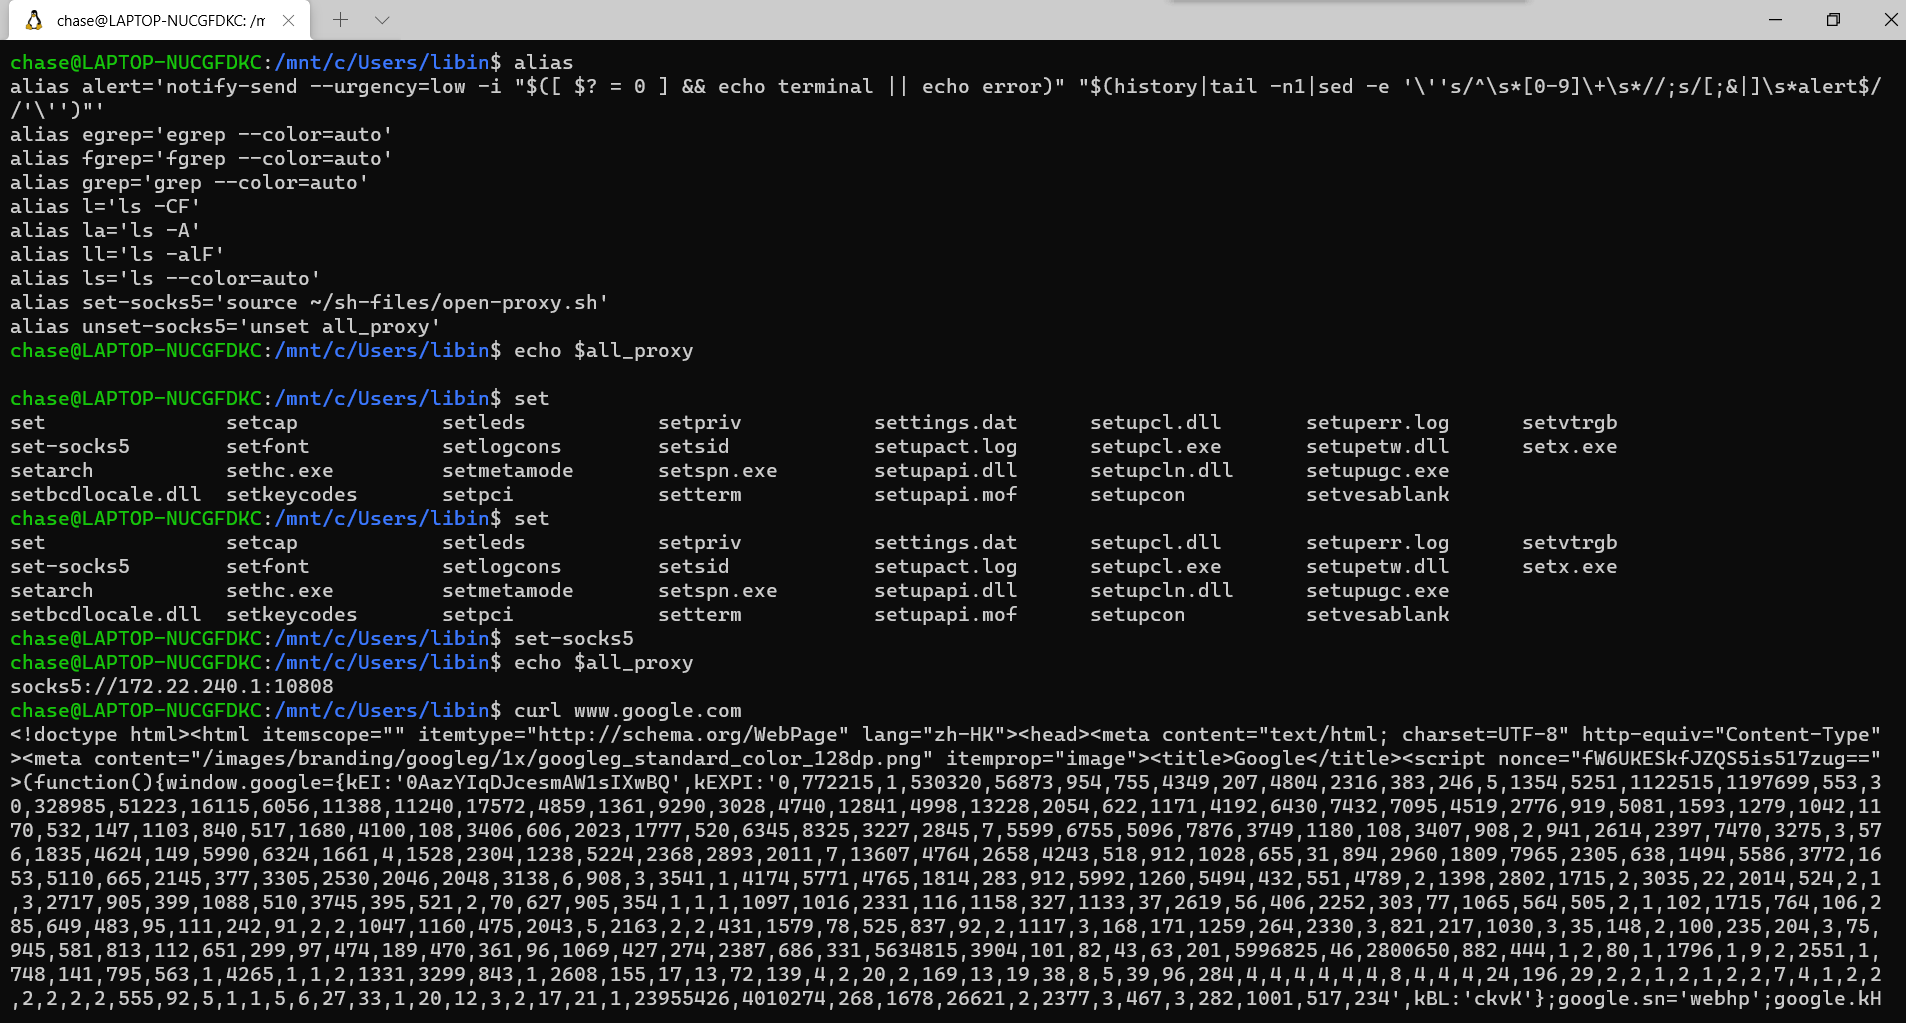 chase@LAPTOP-NUCGFDKC: /m
chase@LAPTOP-NUCGFDKC:/mnt/c/Users/libin$ alias
alias alert='notify-send --urgency=low -i "$([ $? = 0 ] && echo terminal || echo error)" "$(history|tail -n1|sed -e '\''s/^\s*[0-9]\+\s*//;s/[;&|]\s*alert$/
/'\'')"'
alias egrep='egrep --color=auto'
alias fgrep='fgrep --color=auto'
alias grep='grep --color=auto'
alias l='ls -CF'
alias la='ls -A'
alias ll='ls -alF'
alias ls='ls --color=auto'
alias set-socks5='source ~/sh-files/open-proxy.sh'
alias unset-socks5='unset all_proxy'
chase@LAPTOP-NUCGFDKC:/mnt/c/Users/libin$ echo $all_proxy
chase@LAPTOP-NUCGFDKC:/mnt/c/Users/libin$ set
set setcap setleds setpriv settings.dat setupcl.dll setuperr.log setvtrgb
set-socks5 setfont setlogcons setsid setupact.log setupcl.exe setupetw.dll setx.exe
setarch sethc.exe setmetamode setspn.exe setupapi.dll setupcln.dll setupugc.exe
setbcdlocale.dll setkeycodes setpci setterm setupapi.mof setupcon setvesablank
chase@LAPTOP-NUCGFDKC:/mnt/c/Users/libin$ set
set setcap setleds setpriv settings.dat setupcl.dll setuperr.log setvtrgb
set-socks5 setfont setlogcons setsid setupact.log setupcl.exe setupetw.dll setx.exe
setarch sethc.exe setmetamode setspn.exe setupapi.dll setupcln.dll setupugc.exe
setbcdlocale.dll setkeycodes setpci setterm setupapi.mof setupcon setvesablank
chase@LAPTOP-NUCGFDKC:/mnt/c/Users/libin$ set-socks5
chase@LAPTOP-NUCGFDKC:/mnt/c/Users/libin$ echo $all_proxy
socks5://172.22.240.1:10808
chase@LAPTOP-NUCGFDKC:/mnt/c/Users/libin$ curl www.google.com
<!doctype html><html itemscope="" itemtype="http://schema.org/WebPage" lang="zh-HK"><head><meta content="text/html; charset=UTF-8" http-equiv="Content-Type"
><meta content="/images/branding/googleg/1x/googleg_standard_color_128dp.png" itemprop="image"><title>Google</title><script nonce="fW6UKESkfJZQS5is517zug=="
>(function(){window.google={kEI:'0AazYIqDJcesmAW1sIXwBQ',kEXPI:'0,772215,1,530320,56873,954,755,4349,207,4804,2316,383,246,5,1354,5251,1122515,1197699,553,3
0,328985,51223,16115,6056,11388,11240,17572,4859,1361,9290,3028,4740,12841,4998,13228,2054,622,1171,4192,6430,7432,7095,4519,2776,919,5081,1593,1279,1042,11
70,532,147,1103,840,517,1680,4100,108,3406,606,2023,1777,520,6345,8325,3227,2845,7,5599,6755,5096,7876,3749,1180,108,3407,908,2,941,2614,2397,7470,3275,3,57
6,1835,4624,149,5990,6324,1661,4,1528,2304,1238,5224,2368,2893,2011,7,13607,4764,2658,4243,518,912,1028,655,31,894,2960,1809,7965,2305,638,1494,5586,3772,16
53,5110,665,2145,377,3305,2530,2046,2048,3138,6,908,3,3541,1,4174,5771,4765,1814,283,912,5992,1260,5494,432,551,4789,2,1398,2802,1715,2,3035,22,2014,524,2,1
,3,2717,905,399,1088,510,3745,395,521,2,70,627,905,354,1,1,1,1097,1016,2331,116,1158,327,1133,37,2619,56,406,2252,303,77,1065,564,505,2,1,102,1715,764,106,2
85,649,483,95,111,242,91,2,2,1047,1160,475,2043,5,2163,2,2,431,1579,78,525,837,92,2,1117,3,168,171,1259,264,2330,3,821,217,1030,3,35,148,2,100,235,204,3,75,
945,581,813,112,651,299,97,474,189,470,361,96,1069,427,274,2387,686,331,5634815,3904,101,82,43,63,201,5996825,46,2800650,882,444,1,2,80,1,1796,1,9,2,2551,1,
748,141,795,563,1,4265,1,1,2,1331,3299,843,1,2608,155,17,13,72,139,4,2,20,2,169,13,19,38,8,5,39,96,284,4,4,4,4,4,4,8,4,4,4,24,196,29,2,2,1,2,1,2,2,7,4,1,2,2
,2,2,2,2,555,92,5,1,1,5,6,27,33,1,20,12,3,2,17,21,1,23955426,4010274,268,1678,26621,2,2377,3,467,3,282,1001,517,234',kBL:'ckvK'};google.sn='webhp';google.kH